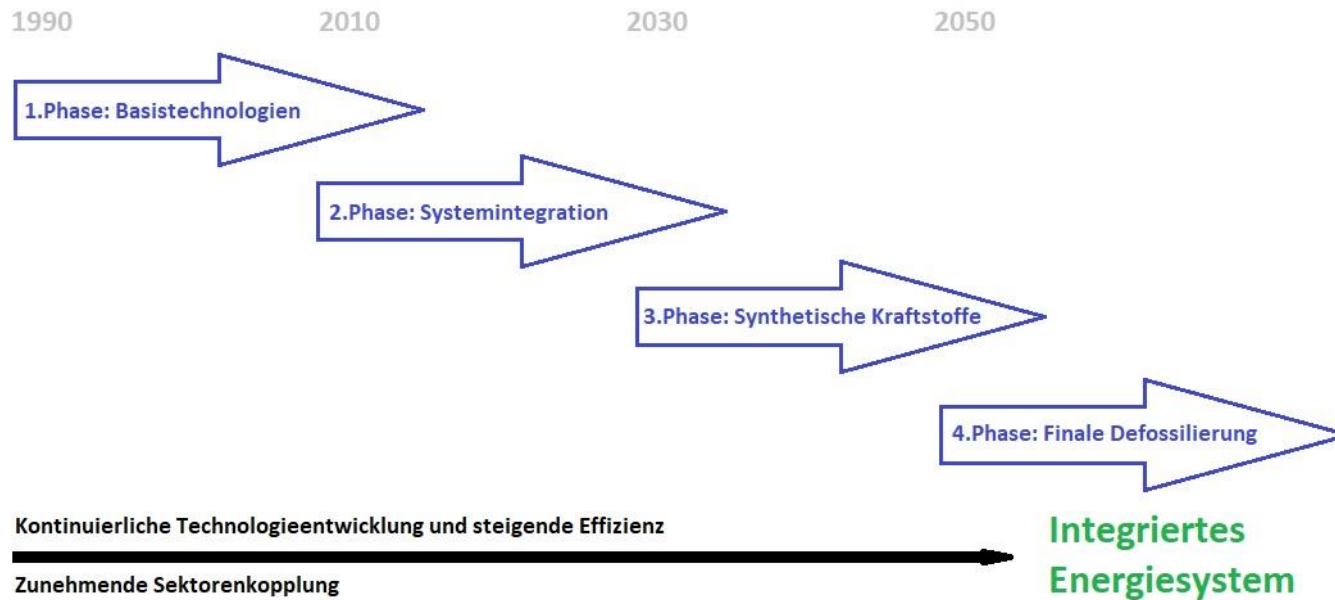 1990 2010 2030 2050
1.Phase: Basistechnologien
2.Phase: Systemintegration
3.Phase: Synthetische Kraftstoffe
4.Phase: Finale Defossilierung
Kontinuierliche Technologieentwicklung und steigende Effizienz
Zunehmende Sektorenkopplung
Integriertes
Energiesystem